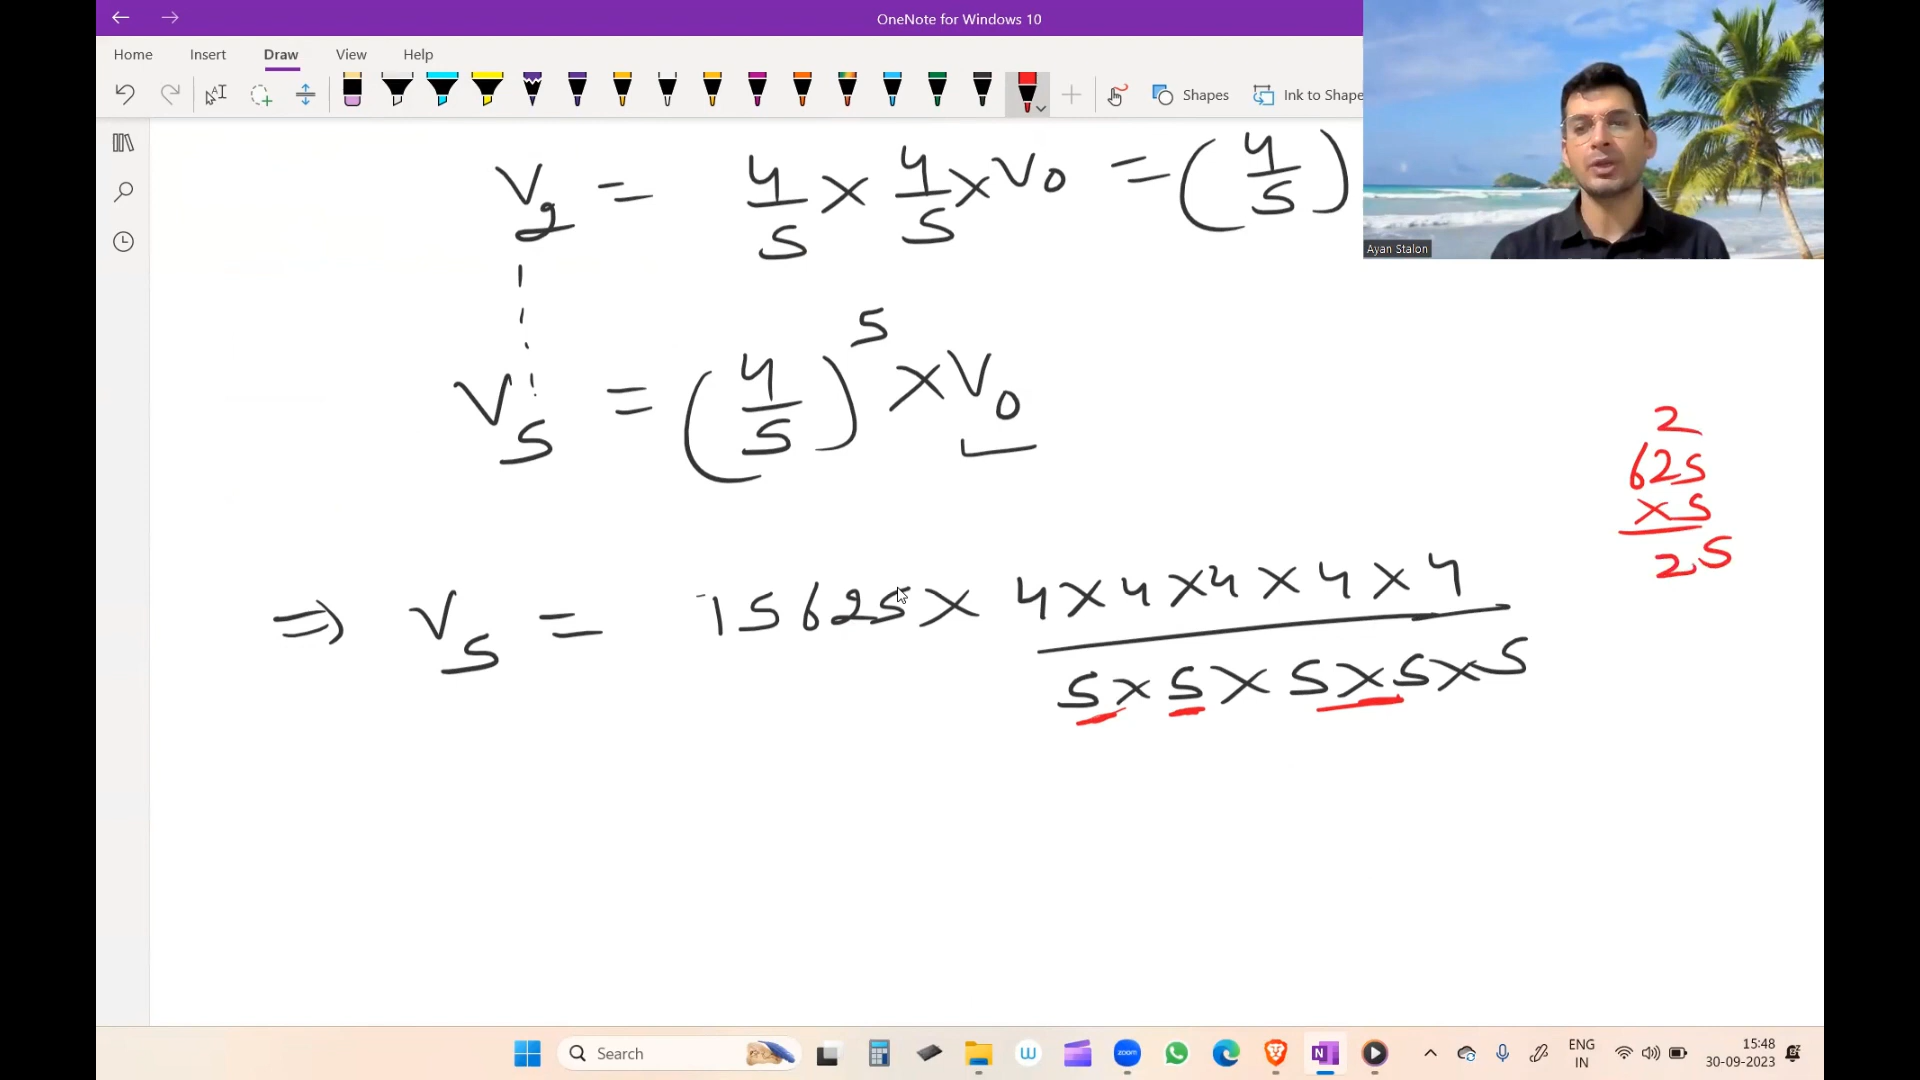 OneNote for Windows 10
Home Insert Draw View Help
Shapes Ink to Shape
Ayan Stalon
V2 = 4/5 × 4/5 × V0 = (4/5)
V5 = (4/5)^5 × V0
2
625
×5
25
⇒ V5 = 15625 × 4×4×4×4×4
5×5×5×5×5
Search
W
zoom
N
ENG
IN
15:48
30-09-2023